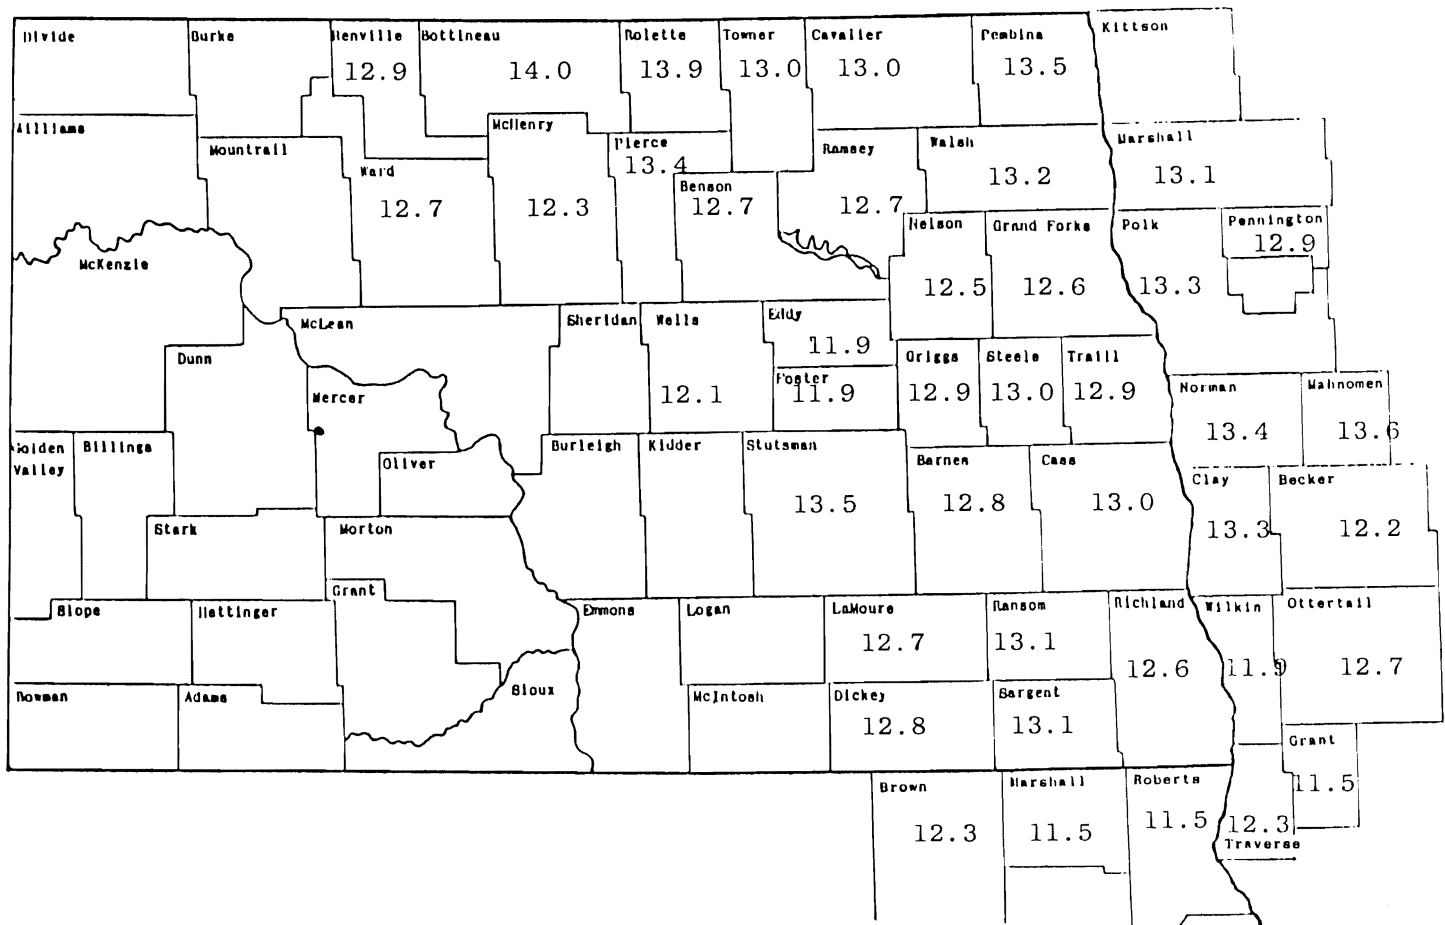 Divide Burke Renville Bottineau Rolette Towner Cavalier Pembina Kittson
12.9 14.0 13.9 13.0 13.0 13.5
Williams McHenry
Mountrail Pierce Ramsey Walsh Marshall
Ward 13.4 13.2 13.1
Benson
12.7 12.3 12.7 12.7
Nelson Grand Forks Polk Pennington
12.9
McKenzie
12.5 12.6 13.3
McLean Sheridan Wells Eddy
11.9
Dunn Griggs Steele Traill
Foster
Mercer 12.1 11.9 12.9 13.0 12.9 Norman Mahnomen
13.4 13.6
Golden Billings Burleigh Kidder Stutsman
Valley Oliver Barnes Cass Clay Becker
13.5 12.8 13.0
Stark Morton 13.3 12.2
Grant
Slope Hettinger Emmons Logan LaMoure Ransom Richland Wilkin Ottertail
12.7 13.1
12.6 11.9 12.7
Bowman Adams Sioux McIntosh Dickey Sargent
12.8 13.1
Grant
Brown Marshall Roberts 11.5
12.3 11.5 11.5 12.3
Traverse